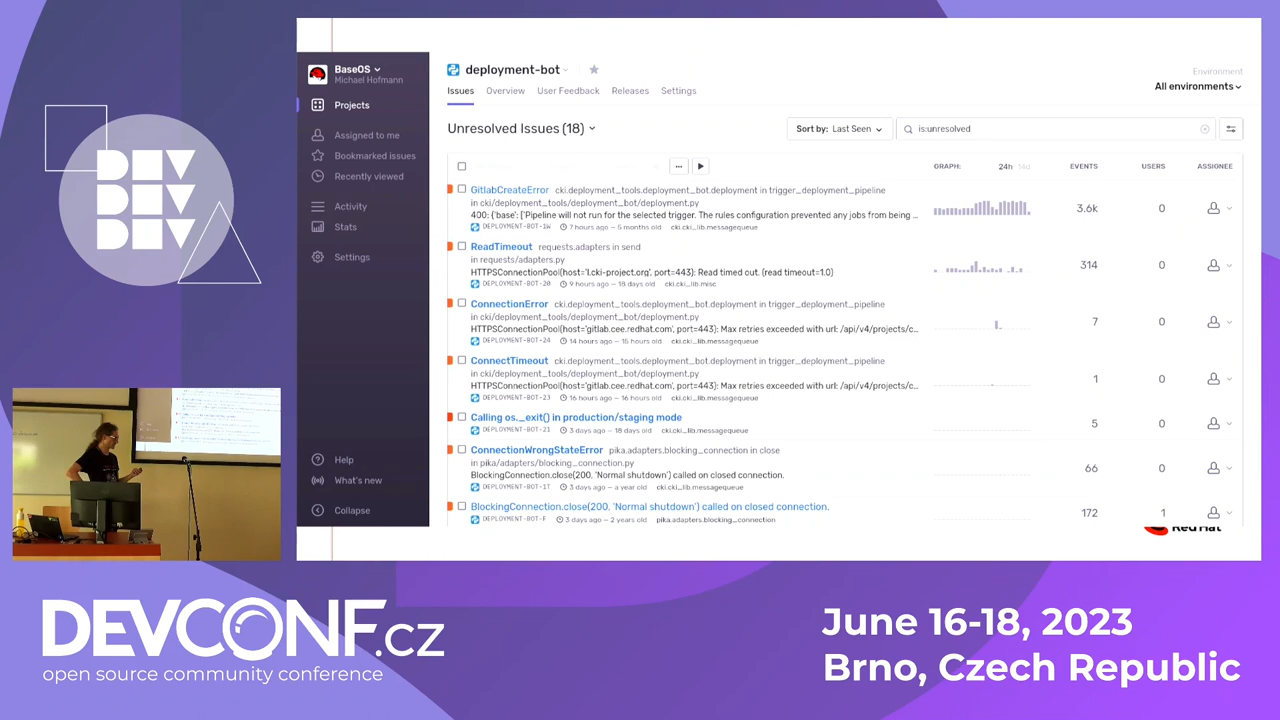 BaseOS
Michael Hofmann
Projects
Assigned to me
Bookmarked issues
Recently viewed
Activity
Stats
Settings
Help
What's new
Collapse
deployment-bot
Issues Overview User Feedback Releases Settings
Environment
All environments
Unresolved Issues (18)
Sort by: Last Seen
is:unresolved
GRAPH: 24h 14d EVENTS USERS ASSIGNEE
GitlabCreateError cki.deployment_tools.deployment_bot.deployment in trigger_deployment_pipeline
in cki/deployment_tools/deployment_bot/deployment.py
400: {'base': ['Pipeline will not run for the selected trigger. The rules configuration prevented any jobs from being ...
DEPLOYMENT-BOT-1W 7 hours ago — 5 months old cki.cki_lib.messagequeue
3.6k 0
ReadTimeout requests.adapters in send
in requests/adapters.py
HTTPSConnectionPool(host='l.cki-project.org', port=443): Read timed out. (read timeout=1.0)
DEPLOYMENT-BOT-20 9 hours ago — 18 days old cki.cki_lib.misc
314 0
ConnectionError cki.deployment_tools.deployment_bot.deployment in trigger_deployment_pipeline
in cki/deployment_tools/deployment_bot/deployment.py
HTTPSConnectionPool(host='gitlab.cee.redhat.com', port=443): Max retries exceeded with url: /api/v4/projects/c...
DEPLOYMENT-BOT-24 14 hours ago — 15 hours old cki.cki_lib.messagequeue
7 0
ConnectTimeout cki.deployment_tools.deployment_bot.deployment in trigger_deployment_pipeline
in cki/deployment_tools/deployment_bot/deployment.py
HTTPSConnectionPool(host='gitlab.cee.redhat.com', port=443): Max retries exceeded with url: /api/v4/projects/c...
DEPLOYMENT-BOT-23 16 hours ago — 16 hours old cki.cki_lib.messagequeue
1 0
Calling os._exit() in production/staging mode
DEPLOYMENT-BOT-21 3 days ago — 18 days old cki.cki_lib.messagequeue
5 0
ConnectionWrongStateError pika.adapters.blocking_connection in close
in pika/adapters/blocking_connection.py
BlockingConnection.close(200, 'Normal shutdown') called on closed connection.
DEPLOYMENT-BOT-1T 3 days ago — a year old cki.cki_lib.messagequeue
66 0
BlockingConnection.close(200, 'Normal shutdown') called on closed connection.
DEPLOYMENT-BOT-F 3 days ago — 2 years old pika.adapters.blocking_connection
172 1
Red Hat
DEV
DEV
DEV
DEVCONF.cz
open source community conference
June 16-18, 2023
Brno, Czech Republic